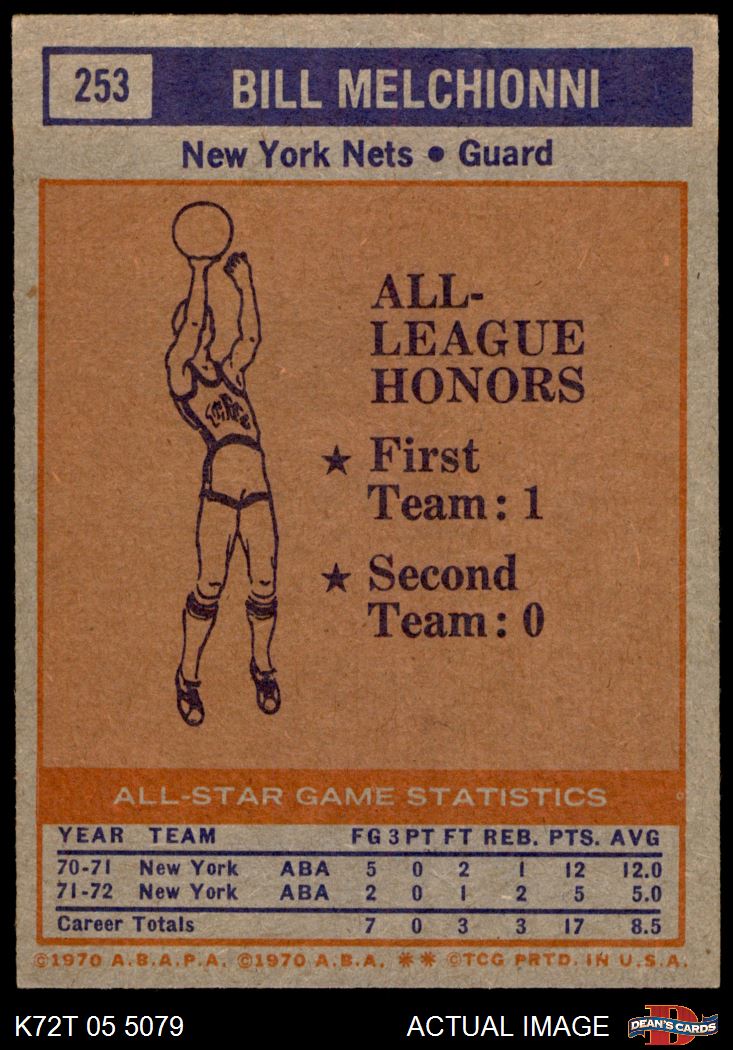 253 BILL MELCHIONNI
New York Nets • Guard
ALL-
LEAGUE
HONORS
★ First
Team: 1
★ Second
Team: 0
ALL-STAR GAME STATISTICS
YEAR TEAM FG 3PT FT REB. PTS. AVG
70-71 New York ABA 5 0 2 1 12 12.0
71-72 New York ABA 2 0 1 2 5 5.0
Career Totals 7 0 3 3 17 8.5
©1970 A.B.A.P.A. ©1970 A.B.A. ** ©TCG PRTD. IN U.S.A.
K72T 05 5079 ACTUAL IMAGE DEAN'S CARDS